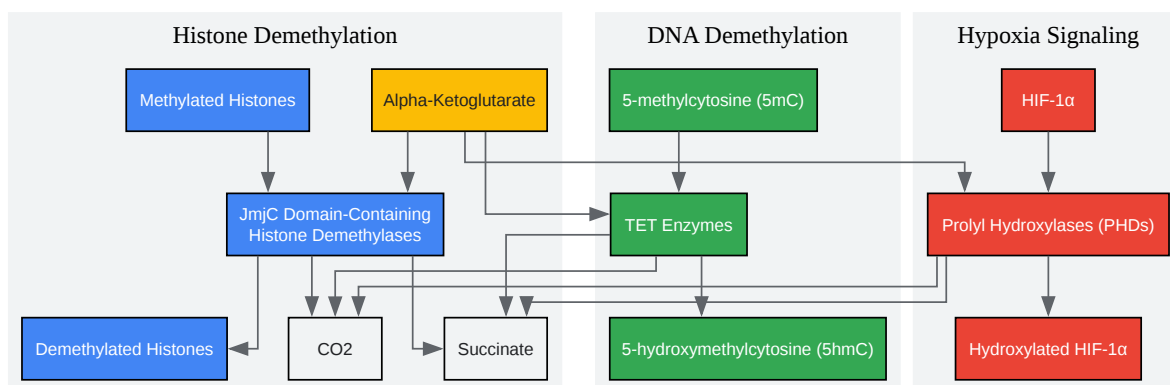 Histone Demethylation
DNA Demethylation
Hypoxia Signaling
Methylated Histones
Alpha-Ketoglutarate
5-methylcytosine (5mC)
HIF-1α
JmjC Domain-Containing
Histone Demethylases
TET Enzymes
Prolyl Hydroxylases (PHDs)
Demethylated Histones
CO2
Succinate
5-hydroxymethylcytosine (5hmC)
Hydroxylated HIF-1α